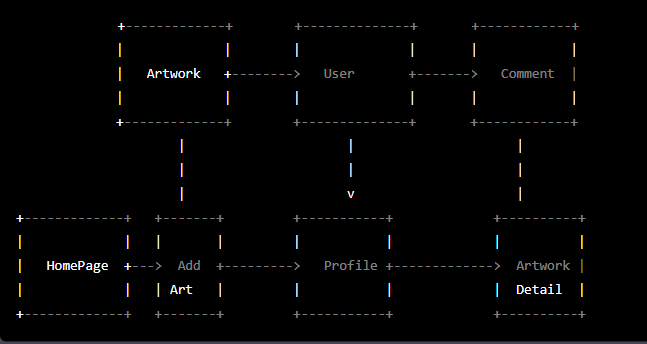 +-------------+     +--------------+     +------------+
|             |     |              |     |            |
|   Artwork   +-------->   User       +------->   Comment  |
|             |     |              |     |            |
+-------------+     +--------------+     +------------+
|     |     |
|     |     |
|     v     |
+-------------+   +-------+     +-----------+     +----------+
|             |   |       |     |           |     |          |
|   HomePage  +---> Add   +--------->   Profile +------------->  Artwork |
|             |   | Art   |     |           |     |  Detail  |
+-------------+   +-------+     +-----------+     +----------+